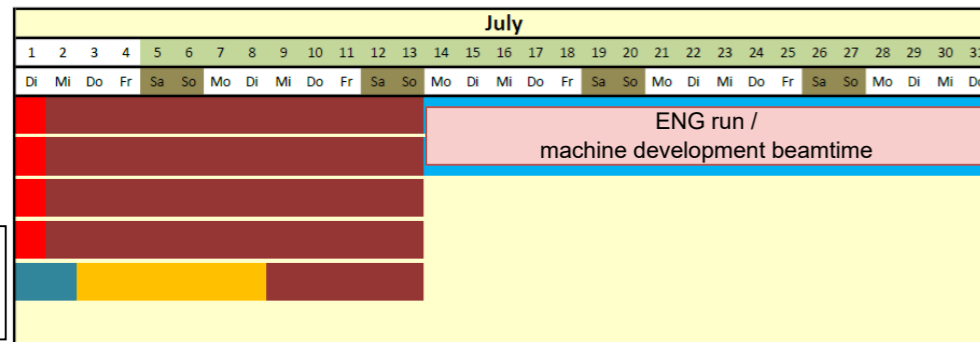 July
1 2 3 4 5 6 7 8 9 10 11 12 13 14 15 16 17 18 19 20 21 22 23 24 25 26 27 28 29 30 31
Di Mi Do Fr Sa So Mo Di Mi Do Fr Sa So Mo Di Mi Do Fr Sa So Mo Di Mi Do Fr Sa So Mo Di Mi Do
ENG run /
machine development beamtime